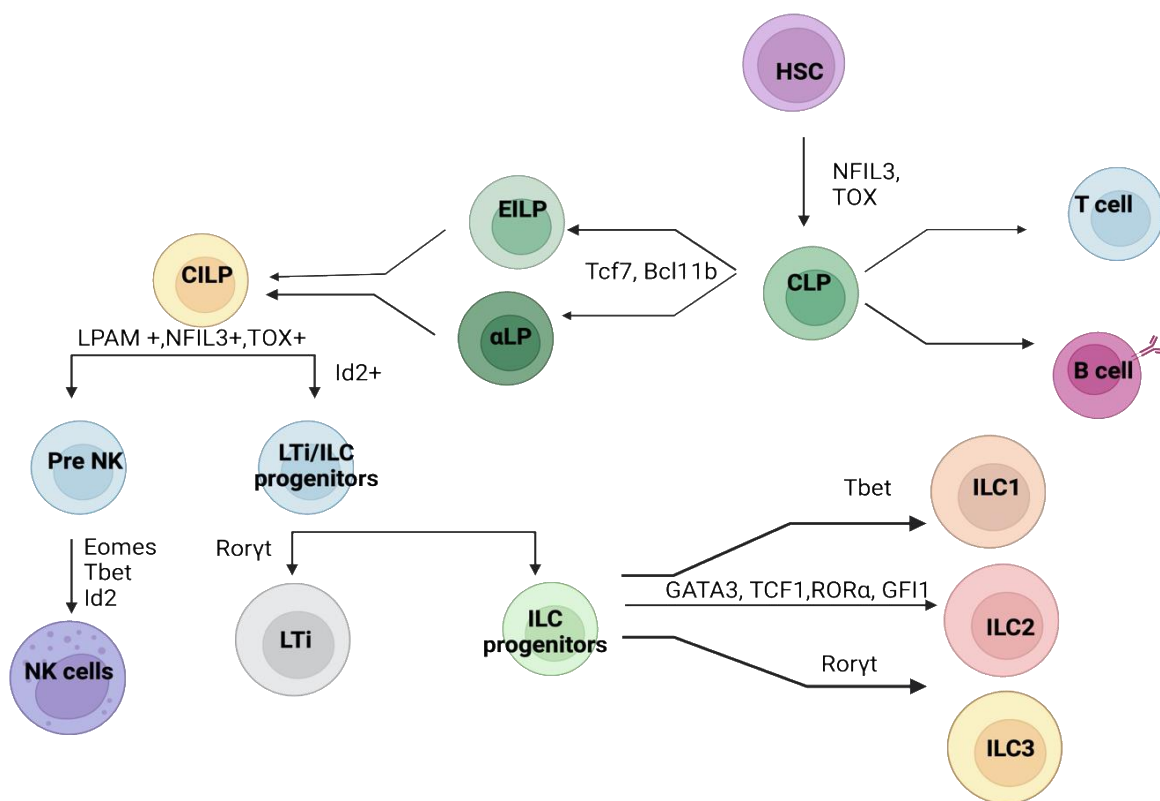 HSC
NFIL3,
TOX
T cell
EILP
CILP
Tcf7, Bcl11b
CLP
αLP
LPAM +,NFIL3+,TOX+
Id2+
B cell
Pre NK
LTi/ILC
progenitors
Tbet
ILC1
Eomes
Tbet
Id2
Rorγt
GATA3, TCF1,RORα, GFI1
LTi
ILC
progenitors
ILC2
NK cells
Rorγt
ILC3